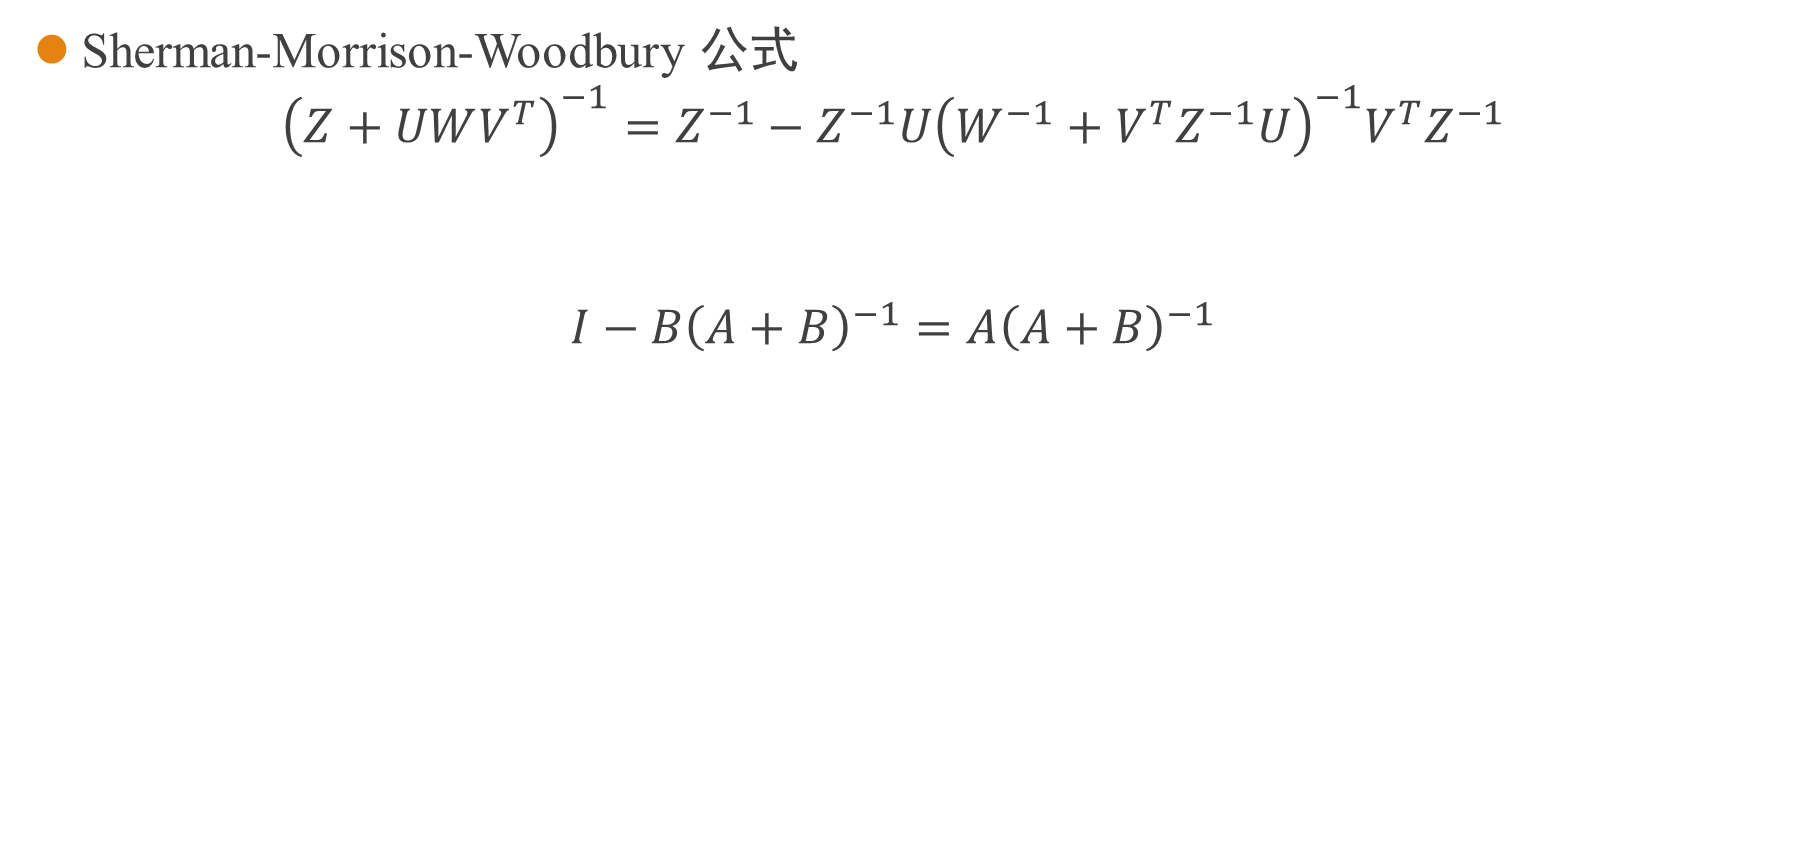 ● Sherman-Morrison-Woodbury 公式
$(Z + UWV^T)^{-1} = Z^{-1} - Z^{-1}U(W^{-1} + V^T Z^{-1}U)^{-1}V^T Z^{-1}$
$I - B(A + B)^{-1} = A(A + B)^{-1}$